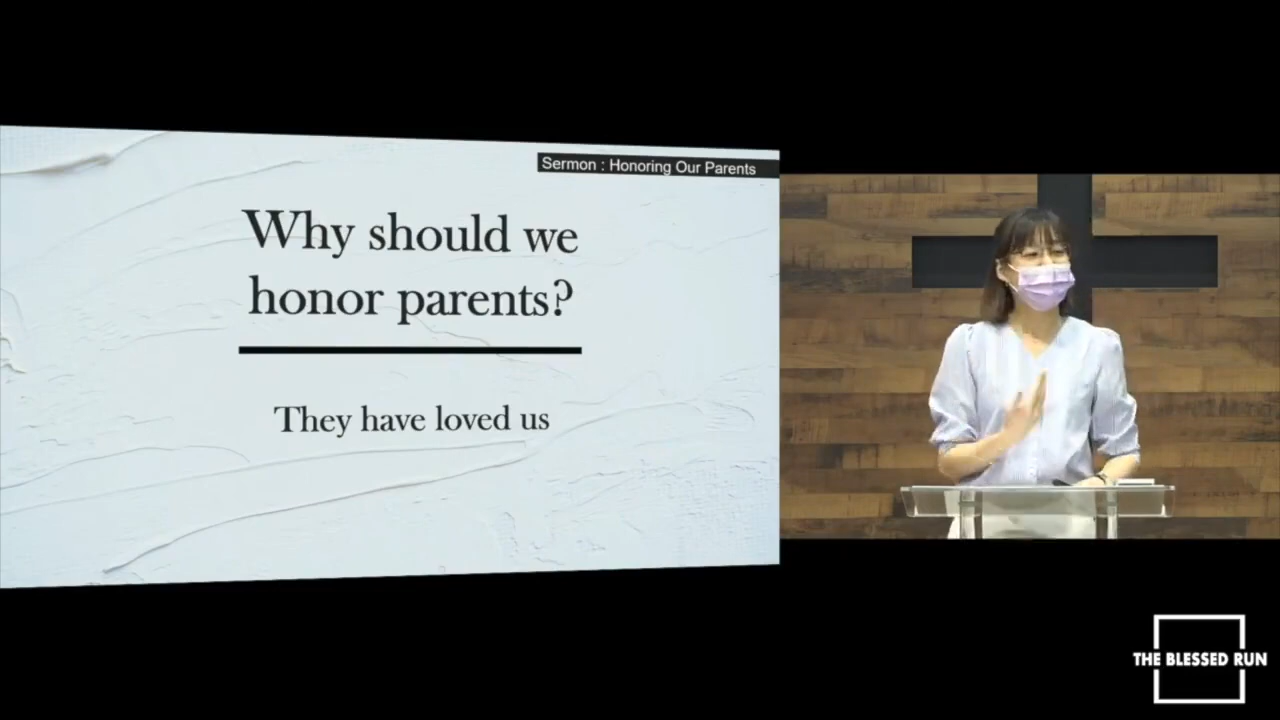 Sermon : Honoring Our Parents
Why should we
honor parents?
They have loved us
THE BLESSED RUN